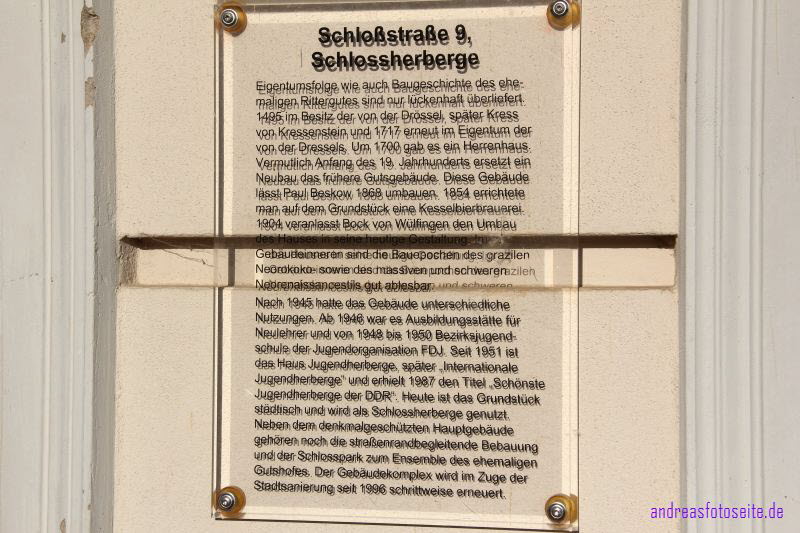 Schloßstraße 9,
Schlossherberge
Eigentumsfolge wie auch Baugeschichte des ehe-
maligen Rittergutes sind nur lückenhaft überliefert.
1495 im Besitz der von der Drössel, später Kress
von Kressenstein und 1717 erneut im Eigentum der
von der Dressels. Um 1700 gab es ein Herrenhaus.
Vermutlich Anfang des 19. Jahrhunderts ersetzt ein
Neubau das frühere Gutsgebäude. Diese Gebäude
lässt Paul Beskow 1868 umbauen. 1854 errichtete
man auf dem Grundstück eine Kesselbierbrauerei.
1904 veranlasst Bock von Wülfingen den Umbau
des Hauses in seine heutige Gestaltung. Im
Gebäudeinneren sind die Bauepochen des grazilen
Neorokoko sowie des massiven und schweren
Neorenaissancestils gut ablesbar.
Nach 1945 hatte das Gebäude unterschiedliche
Nutzungen. Ab 1946 war es Ausbildungsstätte für
Neulehrer und von 1948 bis 1950 Bezirksjugend-
schule der Jugendorganisation FDJ. Seit 1951 ist
das Haus Jugendherberge, später „Internationale
Jugendherberge" und erhielt 1987 den Titel „Schönste
Jugendherberge der DDR". Heute ist das Grundstück
städtisch und wird als Schlossherberge genutzt.
Neben dem denkmalgeschützten Hauptgebäude
gehören noch die straßenrandbegleitende Bebauung
und der Schlosspark zum Ensemble des ehemaligen
Gutshofes. Der Gebäudekomplex wird im Zuge der
Stadtsanierung seit 1996 schrittweise erneuert.
andreasfotoseite.de